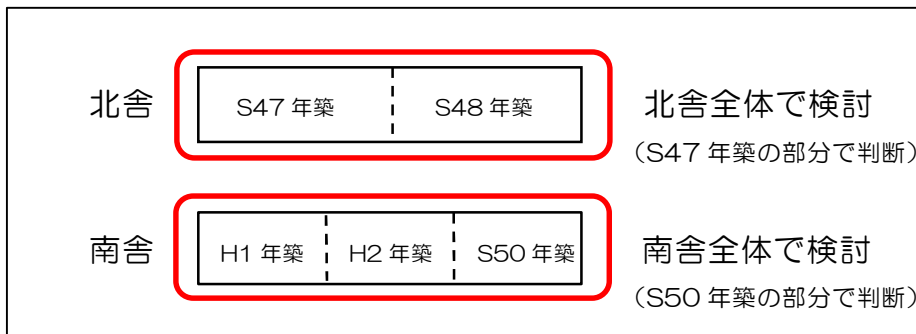 北舎 S47 年築 S48 年築 北舎全体で検討
（S47 年築の部分で判断）
南舎 H1 年築 H2 年築 S50 年築 南舎全体で検討
（S50 年築の部分で判断）